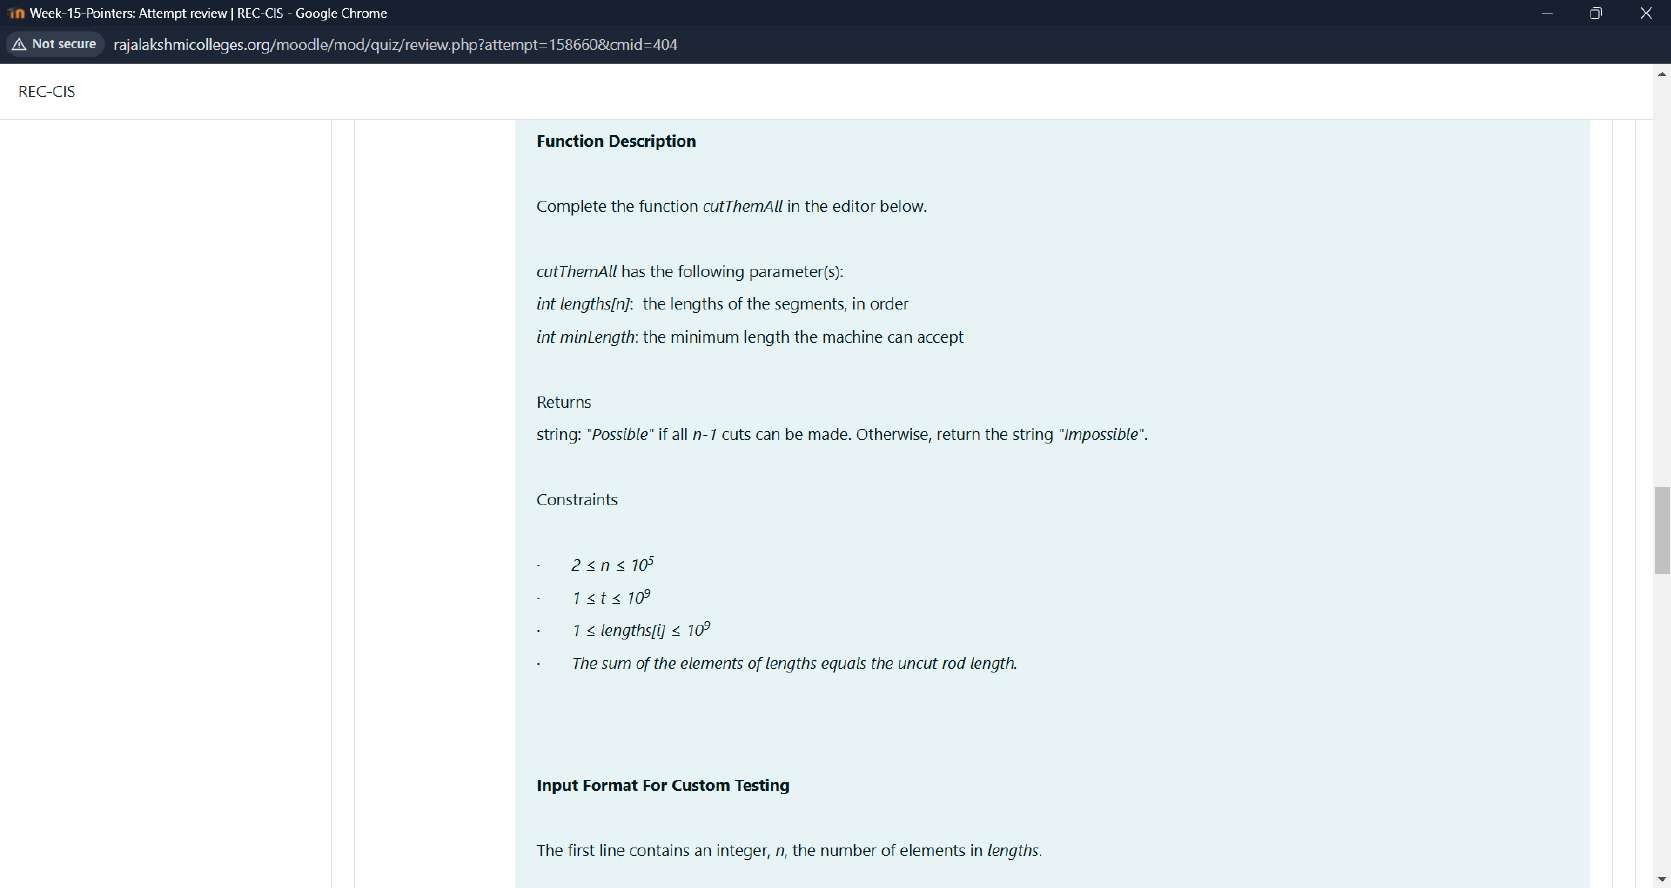 Week-15-Pointers: Attempt review | REC-CIS - Google Chrome
Not secure rajalakshmicolleges.org/moodle/mod/quiz/review.php?attempt=158660&cmid=404
REC-CIS
Function Description
Complete the function cutThemAll in the editor below.
cutThemAll has the following parameter(s):
int lengths[n]: the lengths of the segments, in order
int minLength: the minimum length the machine can accept
Returns
string: "Possible" if all n-1 cuts can be made. Otherwise, return the string "Impossible".
Constraints
· 2 ≤ n ≤ 10⁵
· 1 ≤ t ≤ 10⁹
· 1 ≤ lengths[i] ≤ 10⁹
· The sum of the elements of lengths equals the uncut rod length.
Input Format For Custom Testing
The first line contains an integer, n, the number of elements in lengths.